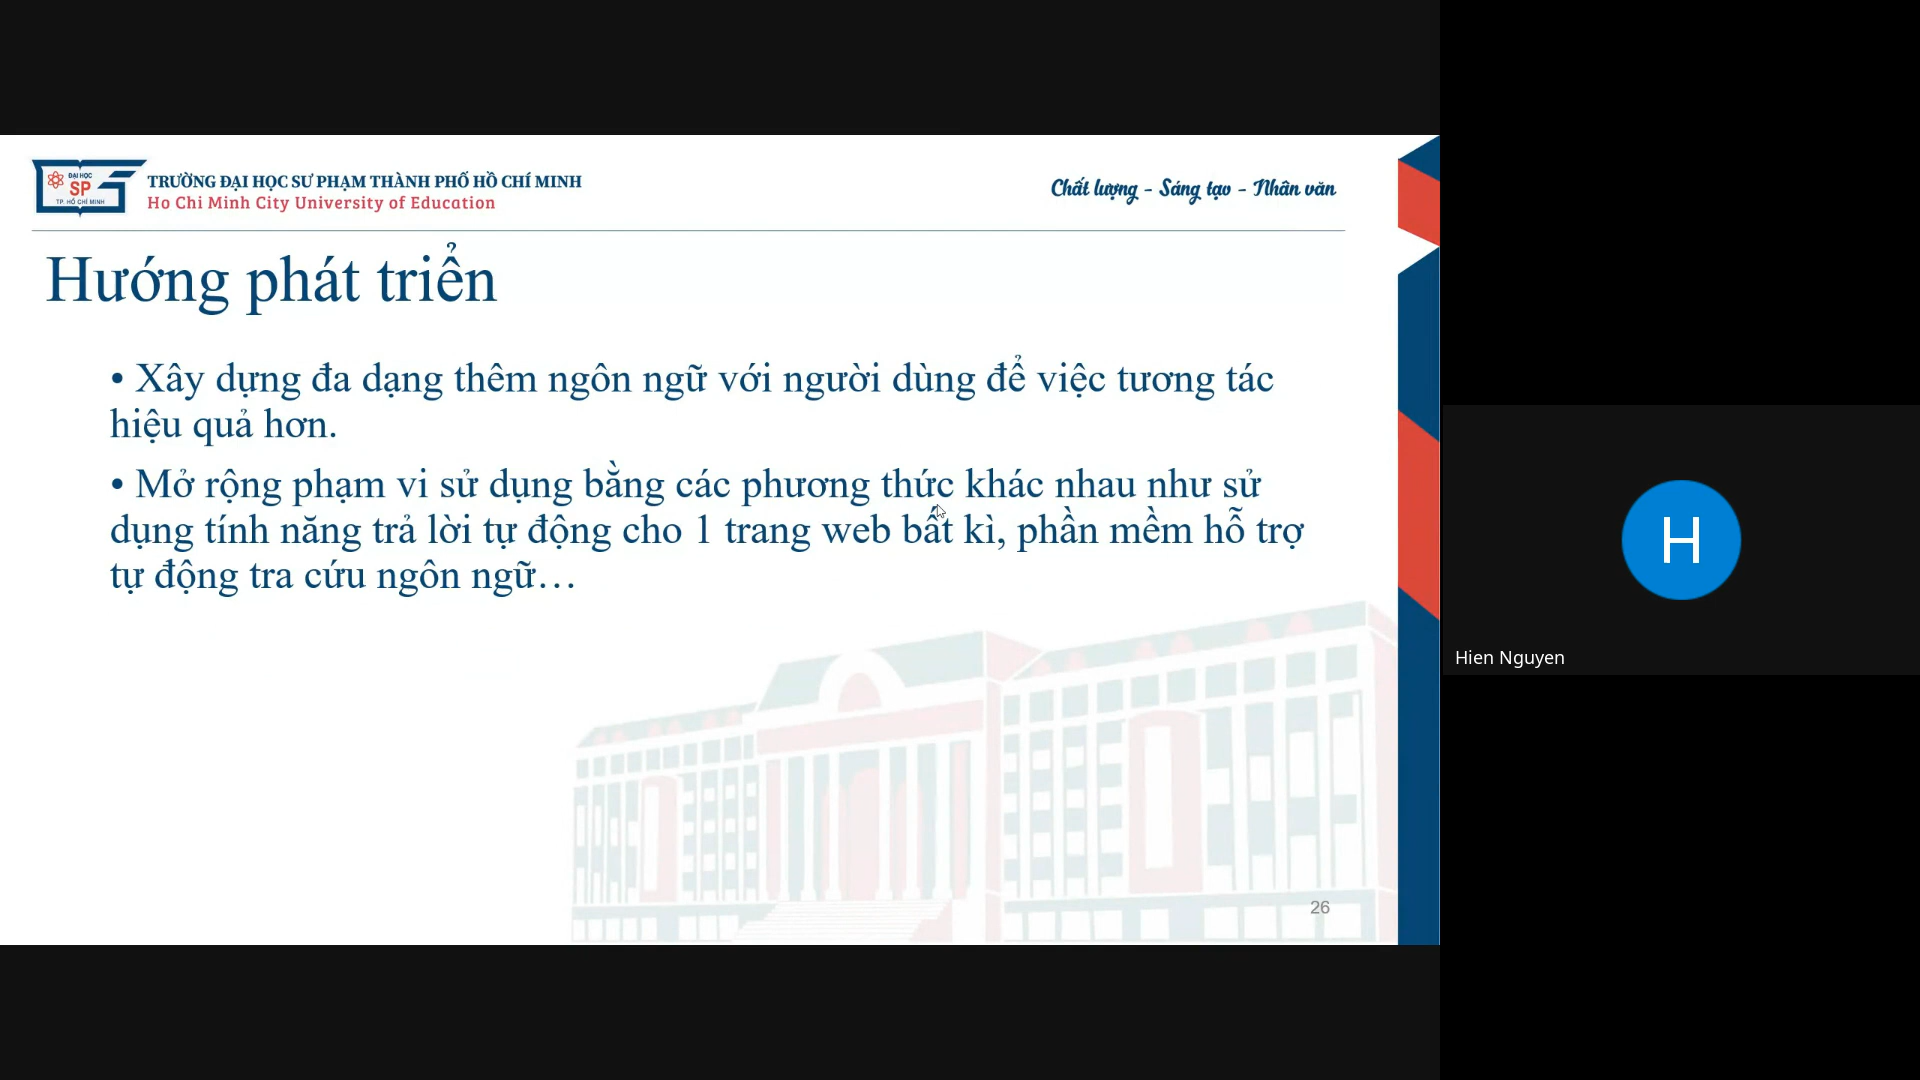 ĐẠI HỌC
SP
TP. HỒ CHÍ MINH
TRƯỜNG ĐẠI HỌC SƯ PHẠM THÀNH PHỐ HỒ CHÍ MINH
Ho Chi Minh City University of Education
Chất lượng - Sáng tạo - Nhân văn
Hướng phát triển
• Xây dựng đa dạng thêm ngôn ngữ với người dùng để việc tương tác
hiệu quả hơn.
• Mở rộng phạm vi sử dụng bằng các phương thức khác nhau như sử
dụng tính năng trả lời tự động cho 1 trang web bất kì, phần mềm hỗ trợ
tự động tra cứu ngôn ngữ…
26
H
Hien Nguyen